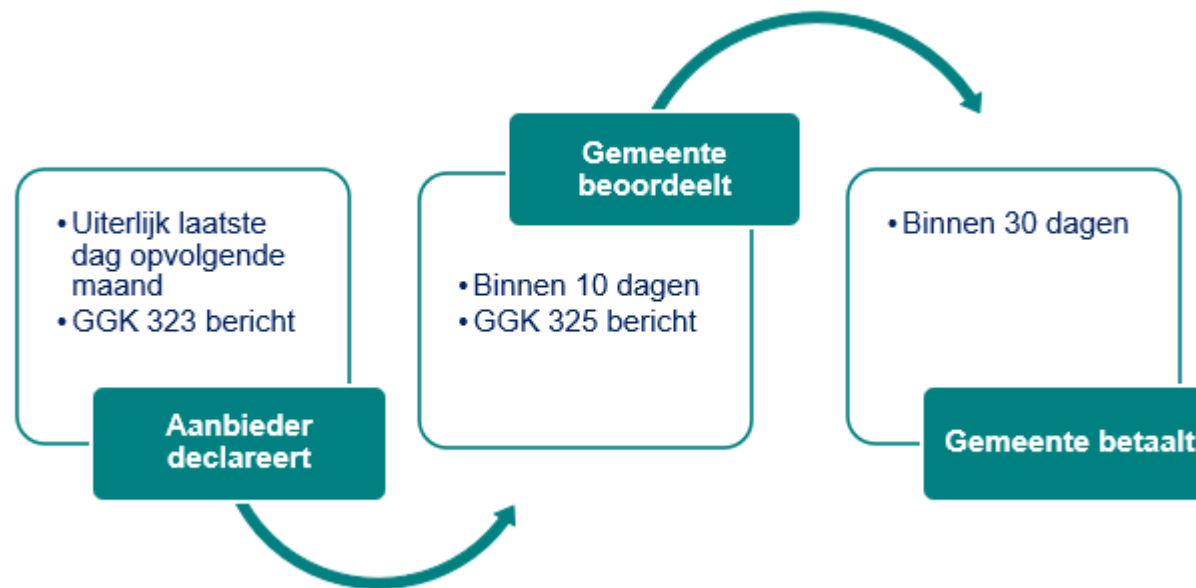 • Uiterlijk laatste
dag opvolgende
maand
• GGK 323 bericht
Aanbieder
declareert
Gemeente
beoordeelt
• Binnen 10 dagen
• GGK 325 bericht
• Binnen 30 dagen
Gemeente betaalt